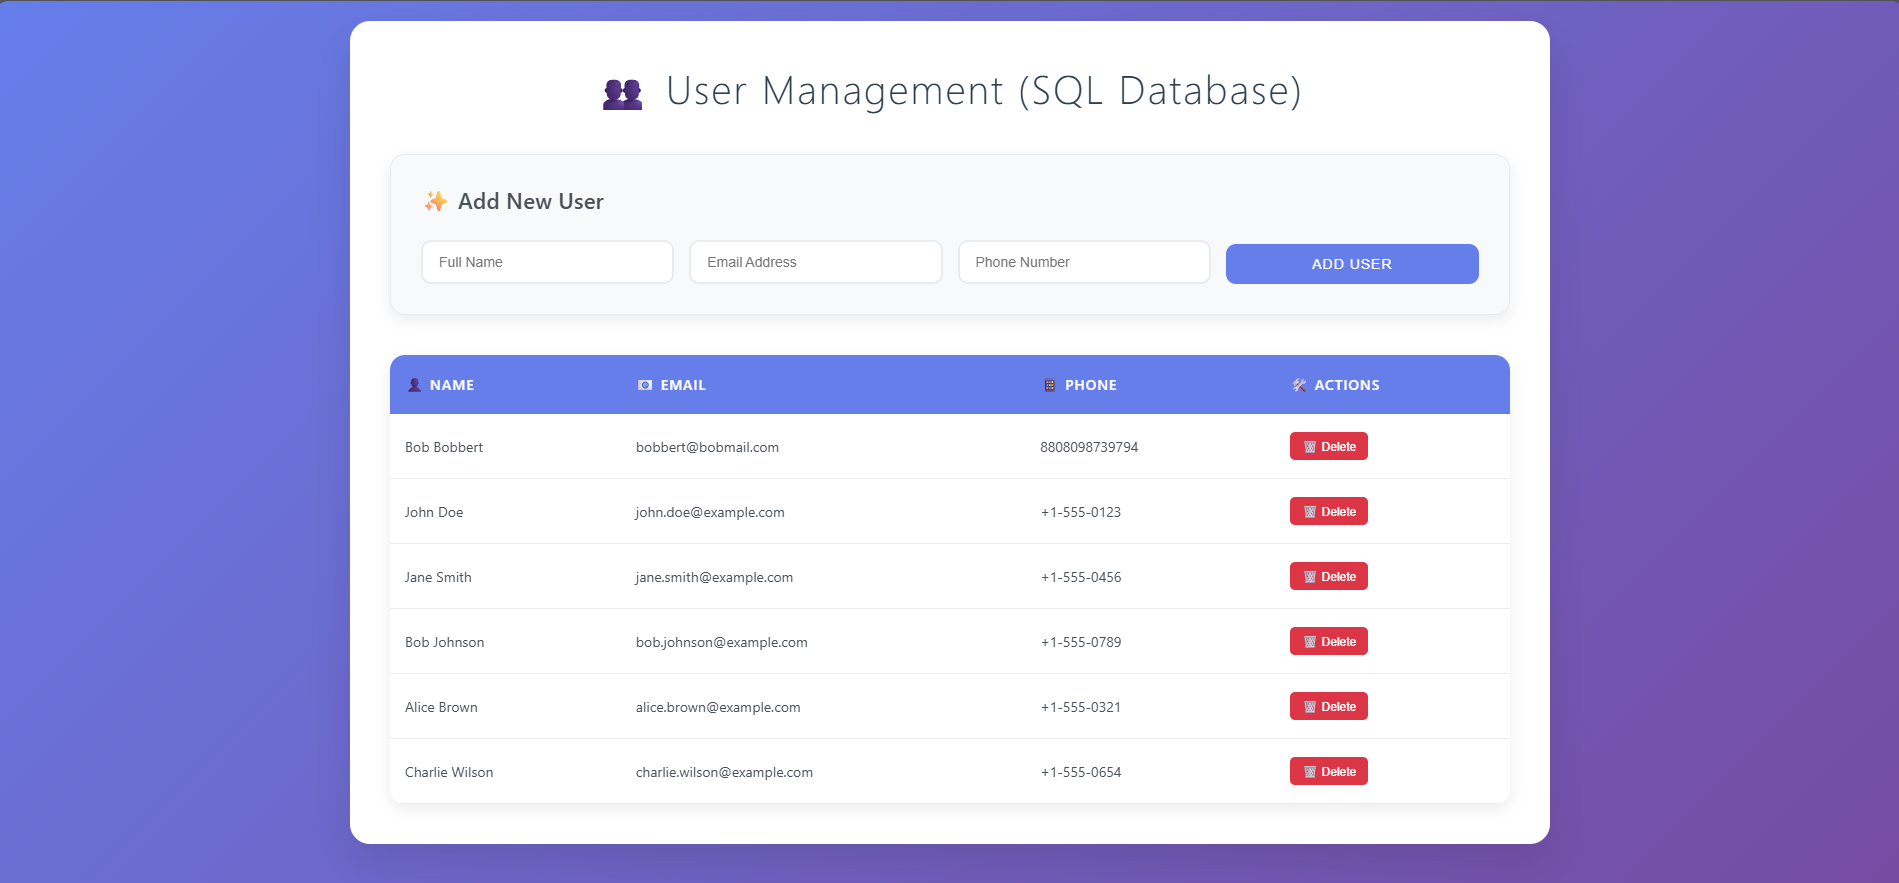 User Management (SQL Database)
Add New User
Full Name Email Address Phone Number ADD USER
NAME EMAIL PHONE ACTIONS
Bob Bobbert bobbert@bobmail.com 8808098739794 Delete
John Doe john.doe@example.com +1-555-0123 Delete
Jane Smith jane.smith@example.com +1-555-0456 Delete
Bob Johnson bob.johnson@example.com +1-555-0789 Delete
Alice Brown alice.brown@example.com +1-555-0321 Delete
Charlie Wilson charlie.wilson@example.com +1-555-0654 Delete